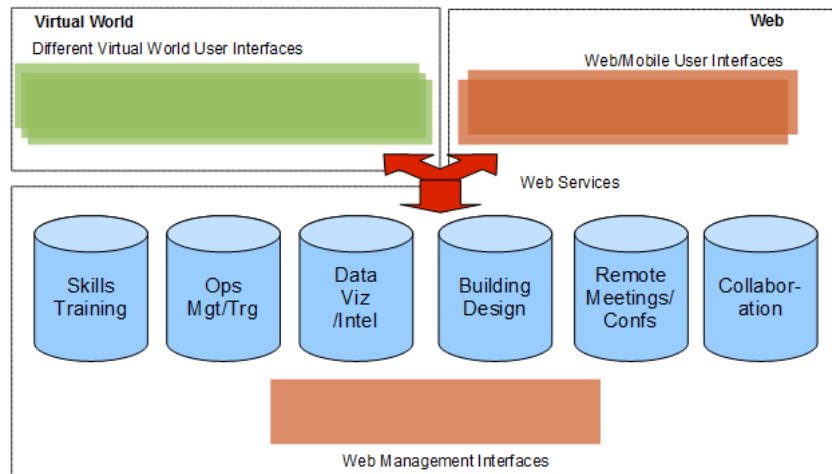 Virtual World
Different Virtual World User Interfaces
Web
Web/Mobile User Interfaces
Web Services
Skills
Training
Ops
Mgt/Trg
Data
Viz
/Intel
Building
Design
Remote
Meetings/
Confs
Collabor-
ation
Web Management Interfaces